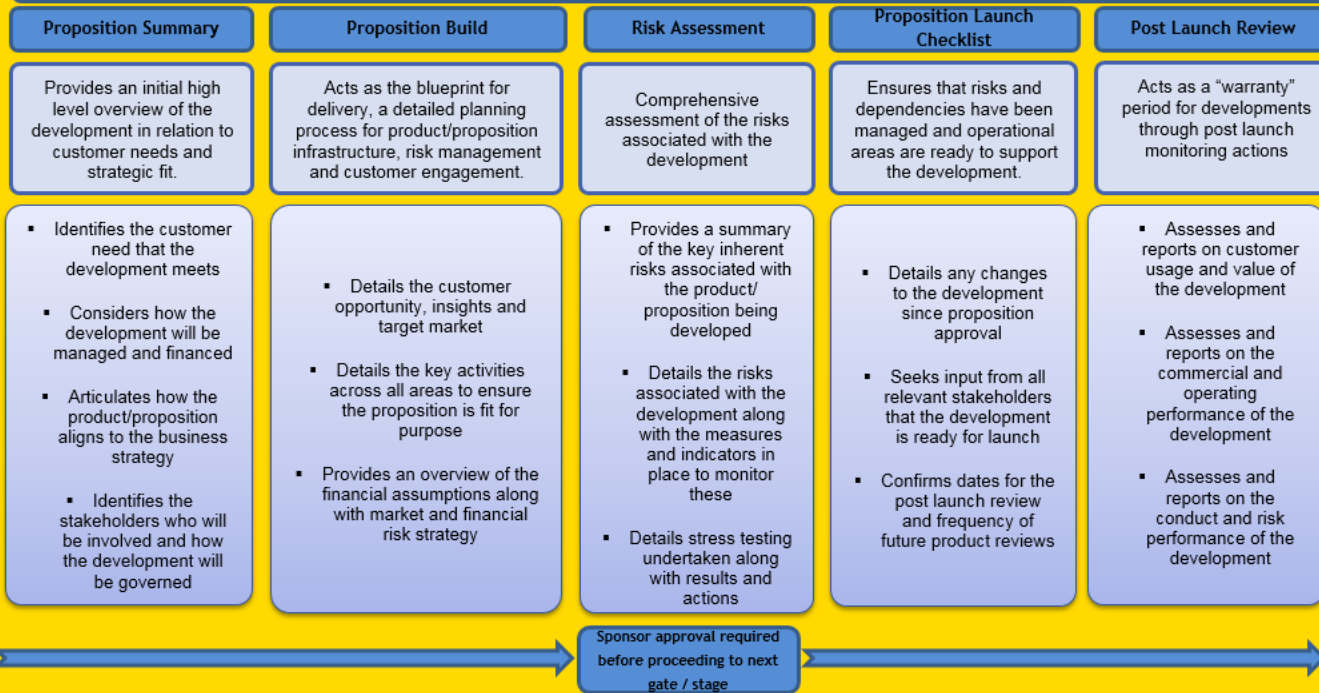 Proposition Summary
Proposition Build
Risk Assessment
Proposition Launch
Checklist
Post Launch Review
Provides an initial high
level overview of the
development in relation to
customer needs and
strategic fit.
Acts as the blueprint for
delivery, a detailed planning
process for product/proposition
infrastructure, risk management
and customer engagement.
Comprehensive
assessment of the risks
associated with the
development
Ensures that risks and
dependencies have been
managed and operational
areas are ready to support
the development.
Acts as a “warranty”
period for developments
through post launch
monitoring actions
▪ Identifies the customer
need that the
development meets
▪ Considers how the
development will be
managed and financed
▪ Articulates how the
product/proposition
aligns to the business
strategy
▪ Identifies the
stakeholders who will
be involved and how
the development will
be governed
▪ Details the customer
opportunity, insights and
target market
▪ Details the key activities
across all areas to ensure
the proposition is fit for
purpose
▪ Provides an overview of the
financial assumptions along
with market and financial
risk strategy
▪ Provides a summary
of the key inherent
risks associated with
the product/
proposition being
developed
▪ Details the risks
associated with the
development along
with the measures
and indicators in
place to monitor
these
▪ Details stress testing
undertaken along
with results and
actions
▪ Details any changes
to the development
since proposition
approval
▪ Seeks input from all
relevant stakeholders
that the development
is ready for launch
▪ Confirms dates for the
post launch review
and frequency of
future product reviews
▪ Assesses and
reports on customer
usage and value of
the development
▪ Assesses and
reports on the
commercial and
operating
performance of the
development
▪ Assesses and
reports on the
conduct and risk
performance of the
development
Sponsor approval required
before proceeding to next
gate / stage